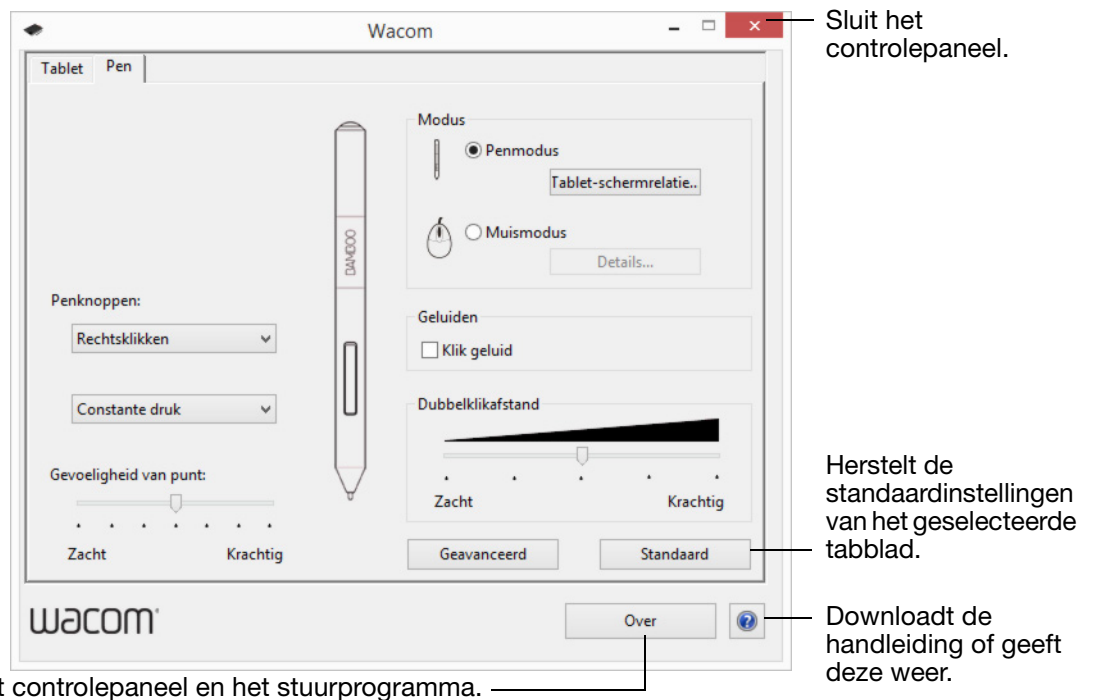 Wacom
Sluit het
controlepaneel.
Tablet
Pen
Modus
Penmodus
Tablet-schermrelatie..
Muismodus
Details...
BAMBOO
Penknoppen:
Rechtsklikken
Constante druk
Geluiden
Klik geluid
Dubbelklikafstand
Zacht
Krachtig
Gevoeligheid van punt:
Zacht
Krachtig
Geavanceerd
Standaard
Herstelt de
standaardinstellingen
van het geselecteerde
tabblad.
wacom
Over
Downloadt de
handleiding of geeft
deze weer.
controlepaneel en het stuurprogramma.